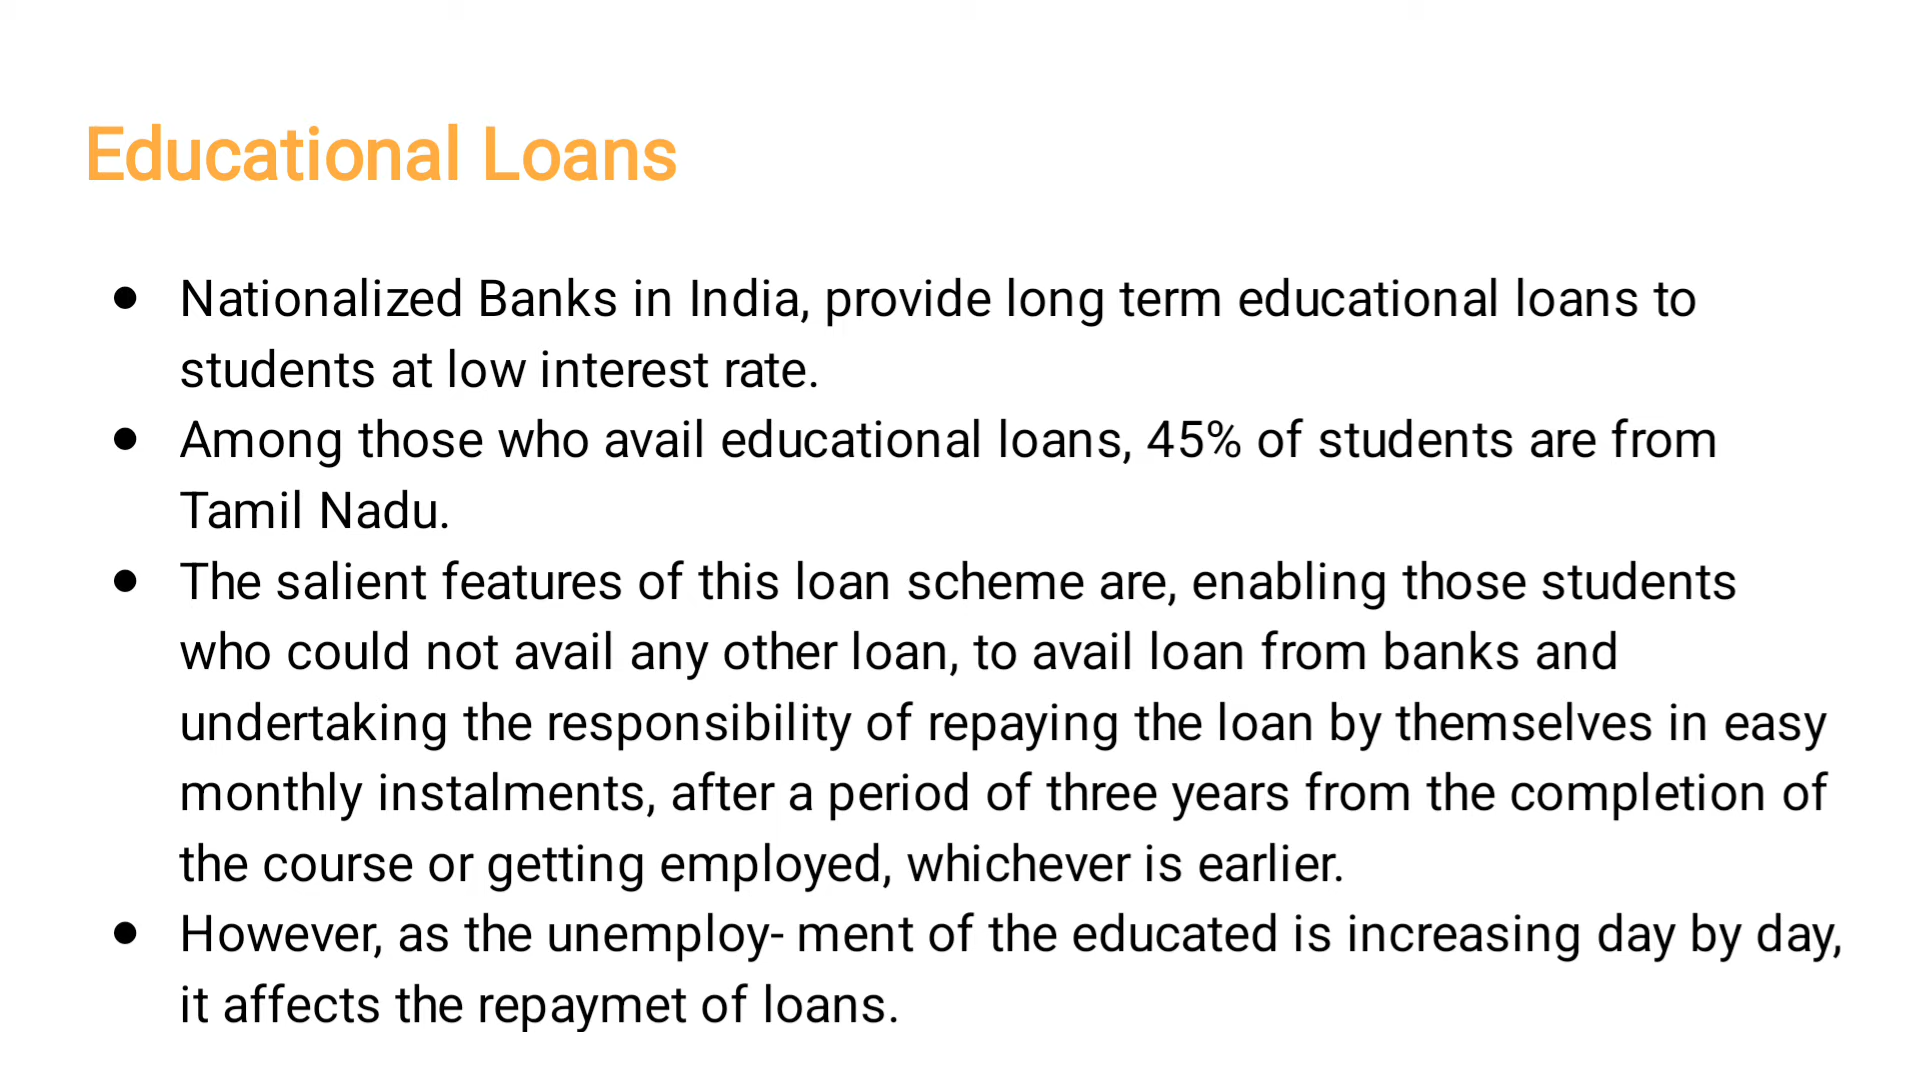 Educational Loans
● Nationalized Banks in India, provide long term educational loans to
students at low interest rate.
● Among those who avail educational loans, 45% of students are from
Tamil Nadu.
● The salient features of this loan scheme are, enabling those students
who could not avail any other loan, to avail loan from banks and
undertaking the responsibility of repaying the loan by themselves in easy
monthly instalments, after a period of three years from the completion of
the course or getting employed, whichever is earlier.
● However, as the unemploy- ment of the educated is increasing day by day,
it affects the repaymet of loans.